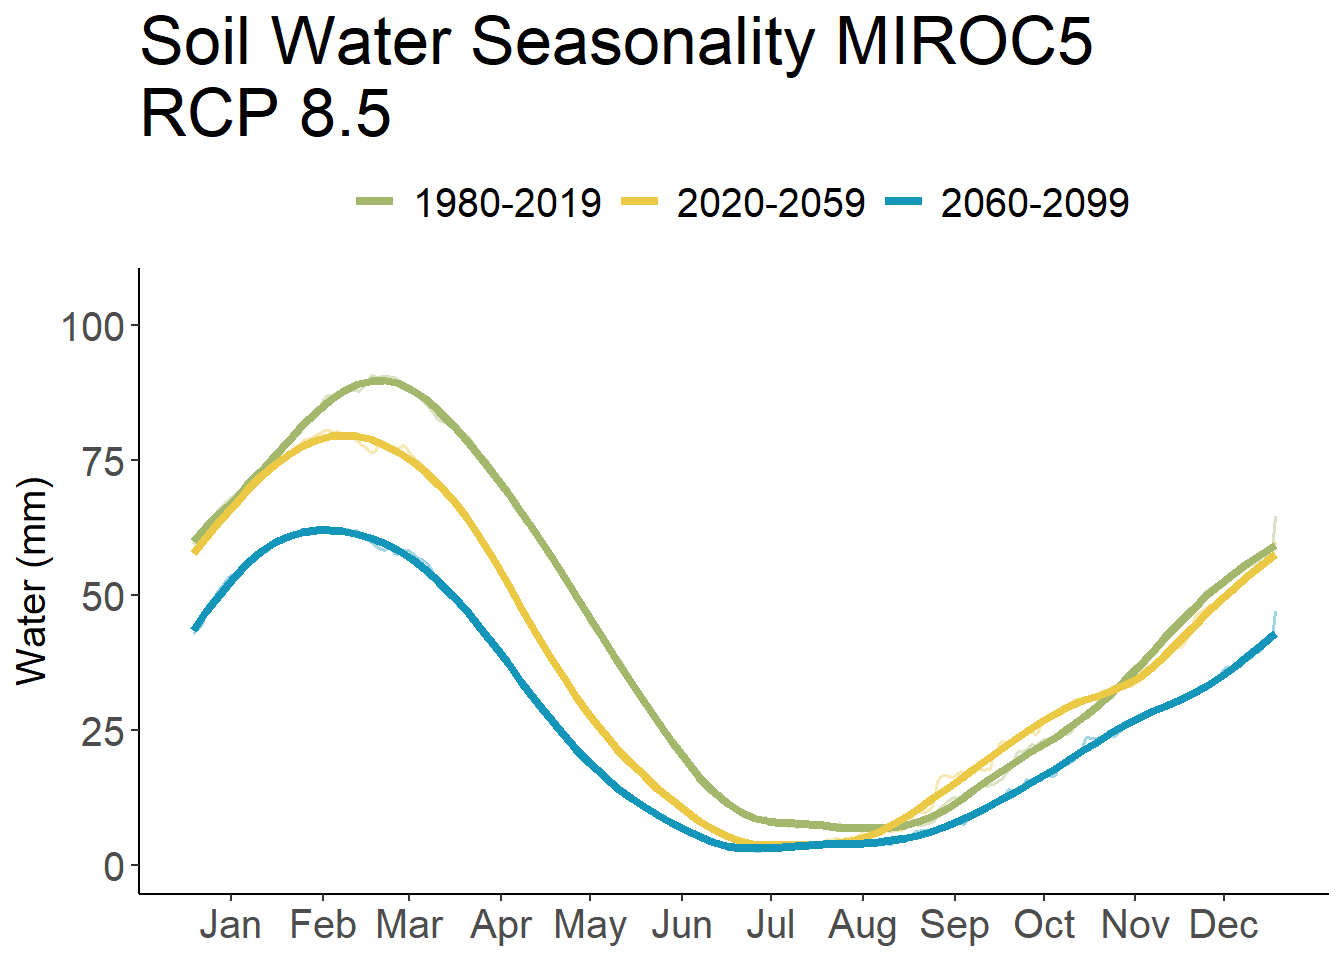 Soil Water Seasonality MIROC5
RCP 8.5
1980-2019 2020-2059 2060-2099
Water (mm)
100
75
50
25
0
Jan Feb Mar Apr May Jun Jul Aug Sep Oct Nov Dec